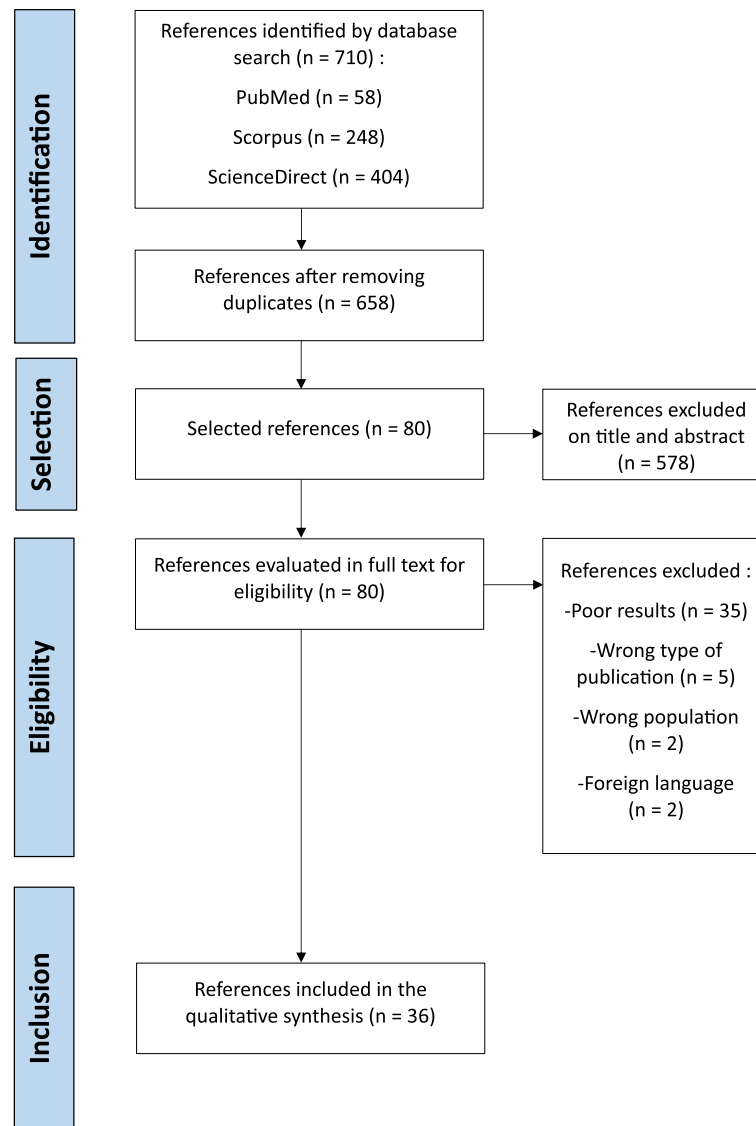 Identification
References identified by database
search (n = 710) :
PubMed (n = 58)
Scorpus (n = 248)
ScienceDirect (n = 404)
References after removing
duplicates (n = 658)
Selection
Selected references (n = 80)
References excluded
on title and abstract
(n = 578)
Eligibility
References evaluated in full text for
eligibility (n = 80)
References excluded :
-Poor results (n = 35)
-Wrong type of
publication (n = 5)
-Wrong population
(n = 2)
-Foreign language
(n = 2)
Inclusion
References included in the
qualitative synthesis (n = 36)